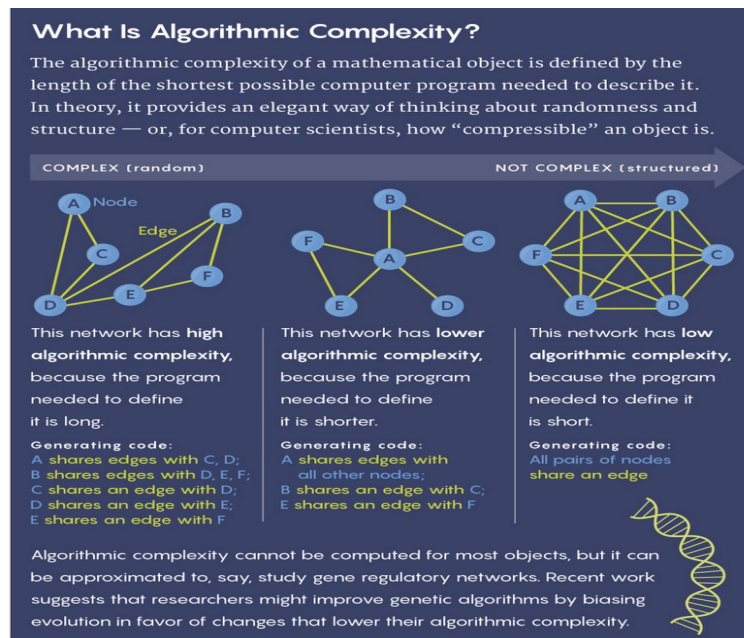 What Is Algorithmic Complexity?
The algorithmic complexity of a mathematical object is defined by the
length of the shortest possible computer program needed to describe it.
In theory, it provides an elegant way of thinking about randomness and
structure — or, for computer scientists, how “compressible” an object is.
COMPLEX (random)
NOT COMPLEX (structured)
A
Node
B
Edge
C
F
E
D
B
F
C
A
E
D
A
B
F
C
E
D
This network has high
algorithmic complexity,
because the program
needed to define
it is long.
Generating code:
A shares edges with C, D;
B shares edges with D, E, F;
C shares an edge with D;
D shares an edge with E;
E shares an edge with F
This network has lower
algorithmic complexity,
because the program
needed to define
it is shorter.
Generating code:
A shares edges with
all other nodes;
B shares an edge with C;
E shares an edge with F
This network has low
algorithmic complexity,
because the program
needed to define it
is short.
Generating code:
All pairs of nodes
share an edge
Algorithmic complexity cannot be computed for most objects, but it can
be approximated to, say, study gene regulatory networks. Recent work
suggests that researchers might improve genetic algorithms by biasing
evolution in favor of changes that lower their algorithmic complexity.